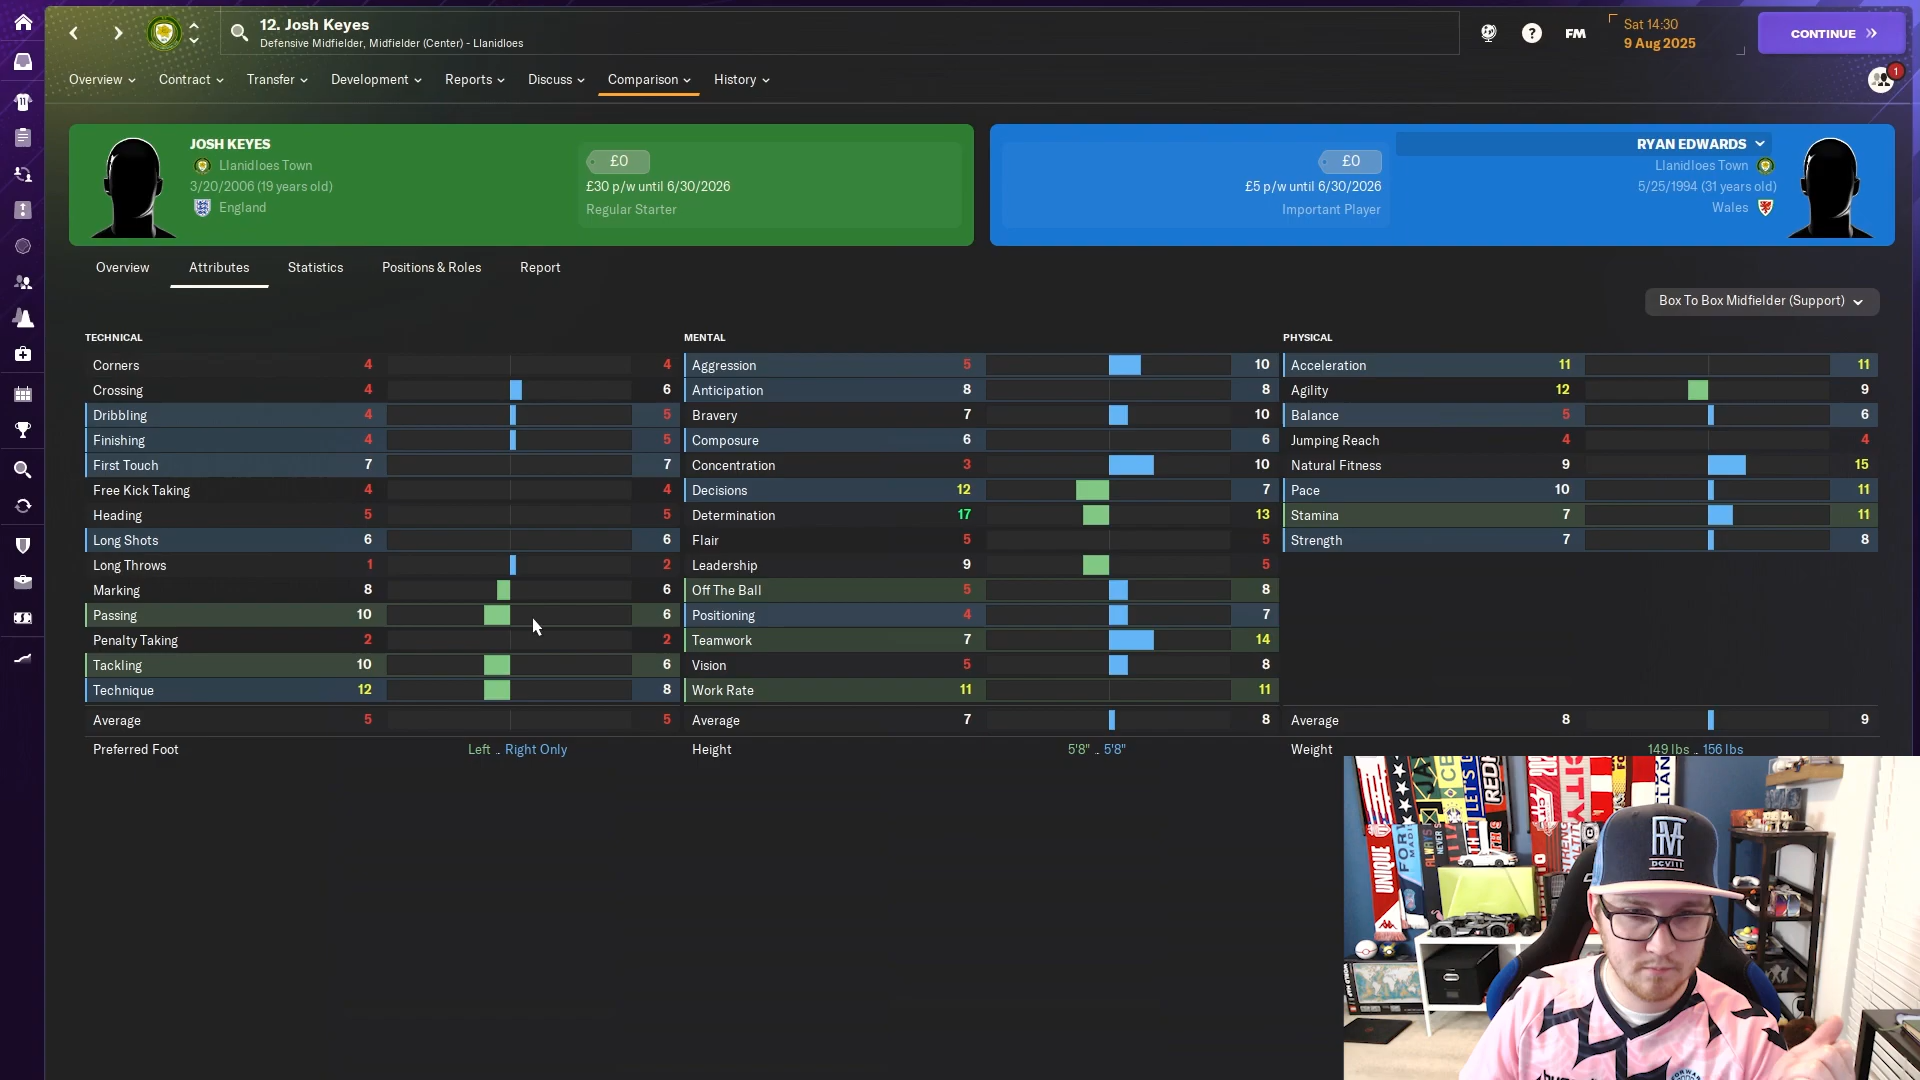 12. Josh Keyes
Defensive Midfielder, Midfielder (Center) - Llanidloes
FM
Sat 14:30
9 Aug 2025
CONTINUE
Overview Contract Transfer Development Reports Discuss Comparison History
1
JOSH KEYES
Llanidloes Town
3/20/2006 (19 years old)
England
£0
£30 p/w until 6/30/2026
Regular Starter
RYAN EDWARDS
Llanidloes Town
5/25/1994 (31 years old)
Wales
£0
£5 p/w until 6/30/2026
Important Player
Overview Attributes Statistics Positions & Roles Report
Box To Box Midfielder (Support)
TECHNICAL
Corners 4 4
Crossing 4 6
Dribbling 4 5
Finishing 4 5
First Touch 7 7
Free Kick Taking 4 4
Heading 5 5
Long Shots 6 6
Long Throws 1 2
Marking 8 6
Passing 10 6
Penalty Taking 2 2
Tackling 10 6
Technique 12 8
Average 5 5
Preferred Foot Left .. Right Only
MENTAL
Aggression 5 10
Anticipation 8 8
Bravery 7 10
Composure 6 6
Concentration 3 10
Decisions 12 7
Determination 17 13
Flair 5 5
Leadership 9 5
Off The Ball 5 8
Positioning 4 7
Teamwork 7 14
Vision 5 8
Work Rate 11 11
Average 7 8
Height 5'8" .. 5'8"
PHYSICAL
Acceleration 11 11
Agility 12 9
Balance 5 6
Jumping Reach 4 4
Natural Fitness 9 15
Pace 10 11
Stamina 7 11
Strength 7 8
Average 8 9
Weight 149 lbs .. 156 lbs
UNIQUE
LET'S
REDI
CITY
FM
DCVIII